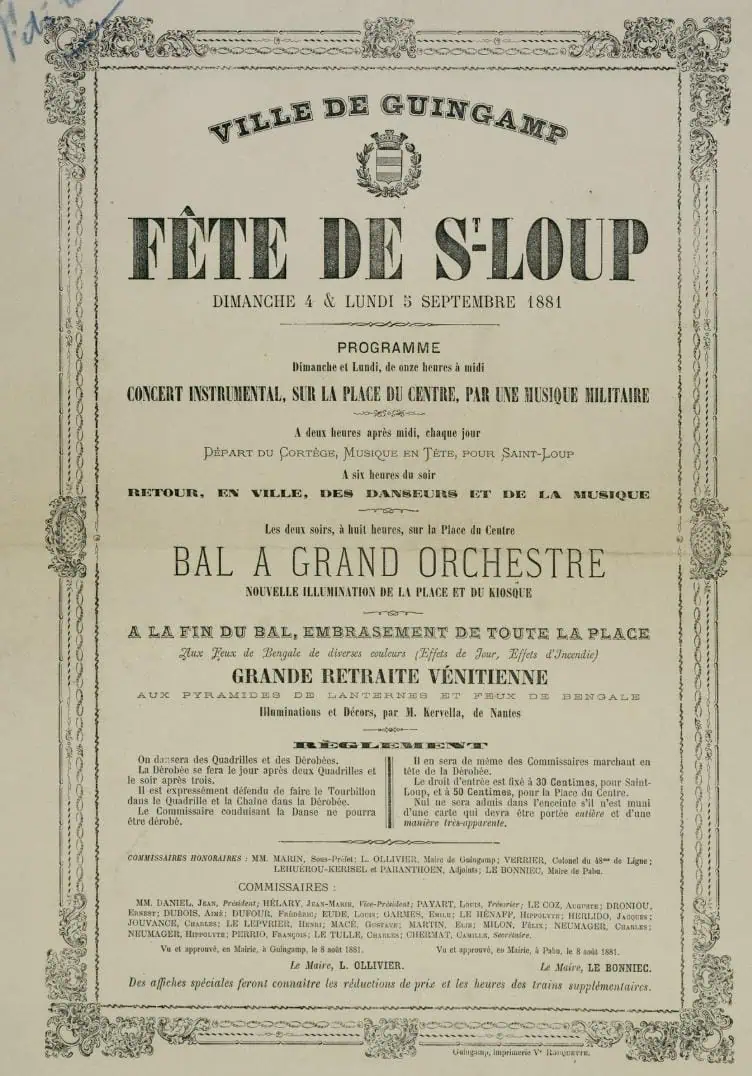 VILLE DE GUINGAMP
FÊTE DE ST-LOUP
DIMANCHE 4 & LUNDI 5 SEPTEMBRE 1881
PROGRAMME
Dimanche et Lundi, de onze heures à midi
CONCERT INSTRUMENTAL, SUR LA PLACE DU CENTRE, PAR UNE MUSIQUE MILITAIRE
A deux heures après midi, chaque jour
DÉPART DU CORTÈGE, MUSIQUE EN TÊTE, POUR SAINT-LOUP
A six heures du soir
RETOUR, EN VILLE, DES DANSEURS ET DE LA MUSIQUE
Les deux soirs, à huit heures, sur la Place du Centre
BAL A GRAND ORCHESTRE
NOUVELLE ILLUMINATION DE LA PLACE ET DU KIOSQUE
A LA FIN DU BAL, EMBRASEMENT DE TOUTE LA PLACE
Aux Feux de Bengale de diverses couleurs (Effets de Jour, Effets d'Incendie)
GRANDE RETRAITE VÉNITIENNE
AUX PYRAMIDES DE LANTERNES ET FEUX DE BENGALE
Illuminations et Décors, par M. Kervella, de Nantes
RÈGLEMENT
On dansera des Quadrilles et des Dérobées.
La Dérobée se fera le jour après deux Quadrilles et
le soir après trois.
Il est expressément défendu de faire le Tourbillon
dans le Quadrille et la Chaîne dans la Dérobée.
Le Commissaire conduisant la Danse ne pourra
être dérobé.
Il en sera de même des Commissaires marchant en
tête de la Dérobée.
Le droit d'entrée est fixé à 30 Centimes, pour Saint-
Loup, et à 50 Centimes, pour la Place du Centre.
Nul ne sera admis dans l'enceinte s'il n'est muni
d'une carte qui devra être portée entière et d'une
manière très-apparente.
COMMISSAIRES HONORAIRES : MM. MARIN, Sous-Préfet; L. OLLIVIER, Maire de Guingamp; VERRIER, Colonel du 48me de Ligne;
LEHUÉROU-KERISEL et PARANTHOEN, Adjoints; LE BONNIEC, Maire de Pabu.
COMMISSAIRES :
MM. DANIEL, JEAN, Président; HÉLARY, JEAN-MARIE, Vice-Président; PAYART, LOUIS, Trésorier; LE COZ, AUGUSTE; DRONIOU,
ERNEST; DUBOIS, AIMÉ; DUFOUR, FRÉDÉRIC; EUDE, LOUIS; GARMES, EMILE; LE HÉNAFF, HIPPOLYTE; HERLIDO, JACQUES;
JOUVANCE, CHARLES; LE LEPVRIER, HENRI; MACÉ, GUSTAVE; MARTIN, ELIE; MILON, FÉLIX; NEUMAGER, CHARLES;
NEUMAGER, HIPPOLYTE; PERRIO, FRANÇOIS; LE TULLE, CHARLES; CHERMAT, CAMILLE, Secrétaire.
Vu et approuvé, en Mairie, à Guingamp, le 8 août 1881.
Vu et approuvé, en Mairie, à Pabu, le 8 août 1881.
Le Maire, L. OLLIVIER.
Le Maire, LE BONNIEC.
Des affiches spéciales feront connaître les réductions de prix et les heures des trains supplémentaires.
Guingamp, imprimerie Ve ROUQUETTE.